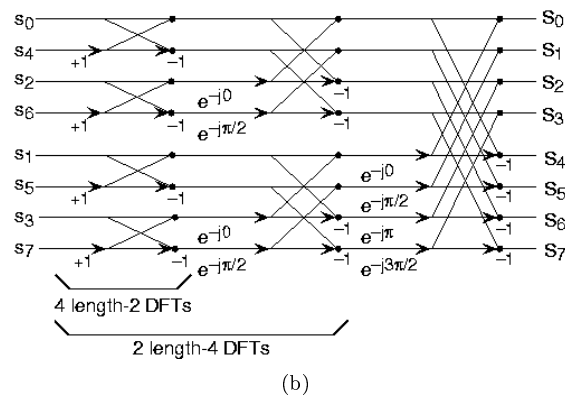 s0 S0
s4 S1
+1 −1
s2 S2
e−j0 −1
s6 S3
+1 −1 e−jπ/2 −1
s1 S4
e−j0 −1
s5 S5
+1 −1 e−jπ/2 −1
s3 S6
e−j0 −1 e−jπ −1
s7 S7
+1 −1 e−jπ/2 −1 e−j3π/2 −1
4 length-2 DFTs
2 length-4 DFTs
(b)